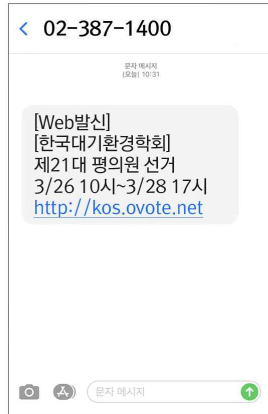 02-387-1400
문자 메시지
(오늘) 10:31
[Web발신]
[한국대기환경학회]
제21대 평의원 선거
3/26 10시~3/28 17시
http://kos.ovote.net
문자 메시지